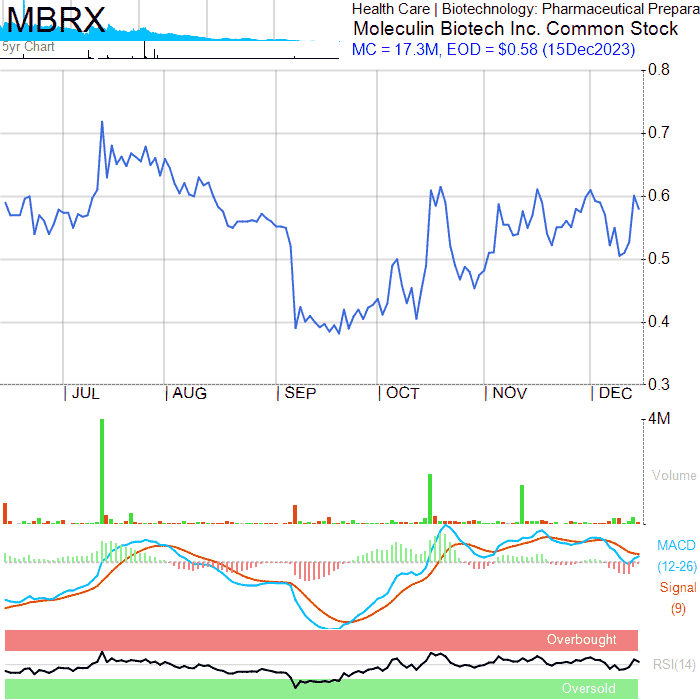 MBRX
5yr Chart
Health Care | Biotechnology: Pharmaceutical Prepara
Moleculin Biotech Inc. Common Stock
MC = 17.3M, EOD = $0.58 (15Dec2023)
0.8
0.7
0.6
0.5
0.4
0.3
JUL AUG SEP OCT NOV DEC
4M
Volume
MACD
(12-26)
Signal
(9)
Overbought
RSI(14)
Oversold